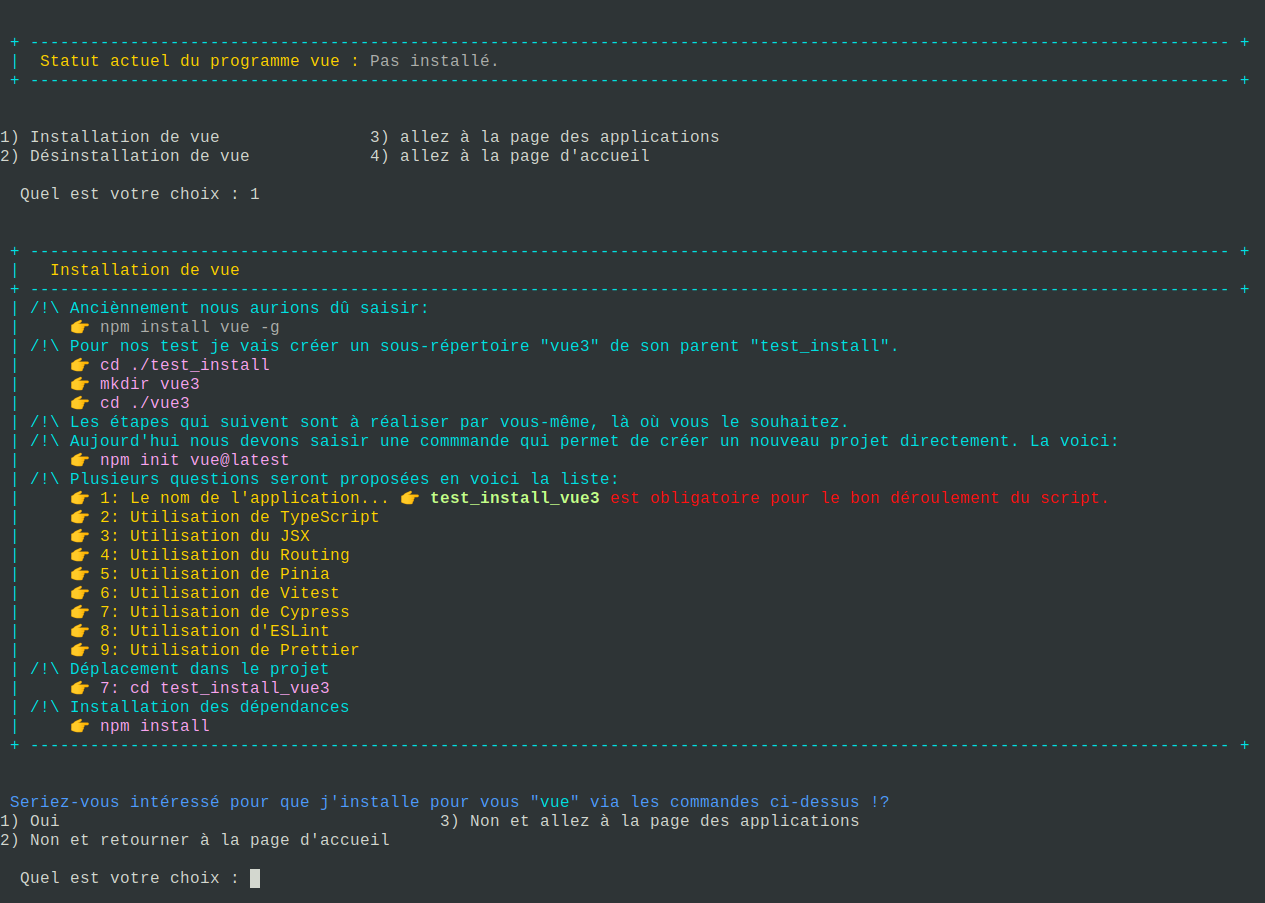 + ------------------------------------------------------------------------------------------------------------------------ +
|  Statut actuel du programme vue : Pas installé.
+ ------------------------------------------------------------------------------------------------------------------------ +
1) Installation de vue               3) allez à la page des applications
2) Désinstallation de vue            4) allez à la page d'accueil
Quel est votre choix : 1
+ ------------------------------------------------------------------------------------------------------------------------ +
|   Installation de vue
+ ------------------------------------------------------------------------------------------------------------------------ +
| /!\ Anciènnement nous aurions dû saisir:
|     👉 npm install vue -g
| /!\ Pour nos test je vais créer un sous-répertoire "vue3" de son parent "test_install".
|     👉 cd ./test_install
|     👉 mkdir vue3
|     👉 cd ./vue3
| /!\ Les étapes qui suivent sont à réaliser par vous-même, là où vous le souhaitez.
| /!\ Aujourd'hui nous devons saisir une commmande qui permet de créer un nouveau projet directement. La voici:
|     👉 npm init vue@latest
| /!\ Plusieurs questions seront proposées en voici la liste:
|     👉 1: Le nom de l'application... 👉 test_install_vue3 est obligatoire pour le bon déroulement du script.
|     👉 2: Utilisation de TypeScript
|     👉 3: Utilisation du JSX
|     👉 4: Utilisation du Routing
|     👉 5: Utilisation de Pinia
|     👉 6: Utilisation de Vitest
|     👉 7: Utilisation de Cypress
|     👉 8: Utilisation d'ESLint
|     👉 9: Utilisation de Prettier
| /!\ Déplacement dans le projet
|     👉 7: cd test_install_vue3
| /!\ Installation des dépendances
|     👉 npm install
+ ------------------------------------------------------------------------------------------------------------------------ +
Seriez-vous intéressé pour que j'installe pour vous "vue" via les commandes ci-dessus !?
1) Oui                                      3) Non et allez à la page des applications
2) Non et retourner à la page d'accueil
Quel est votre choix :